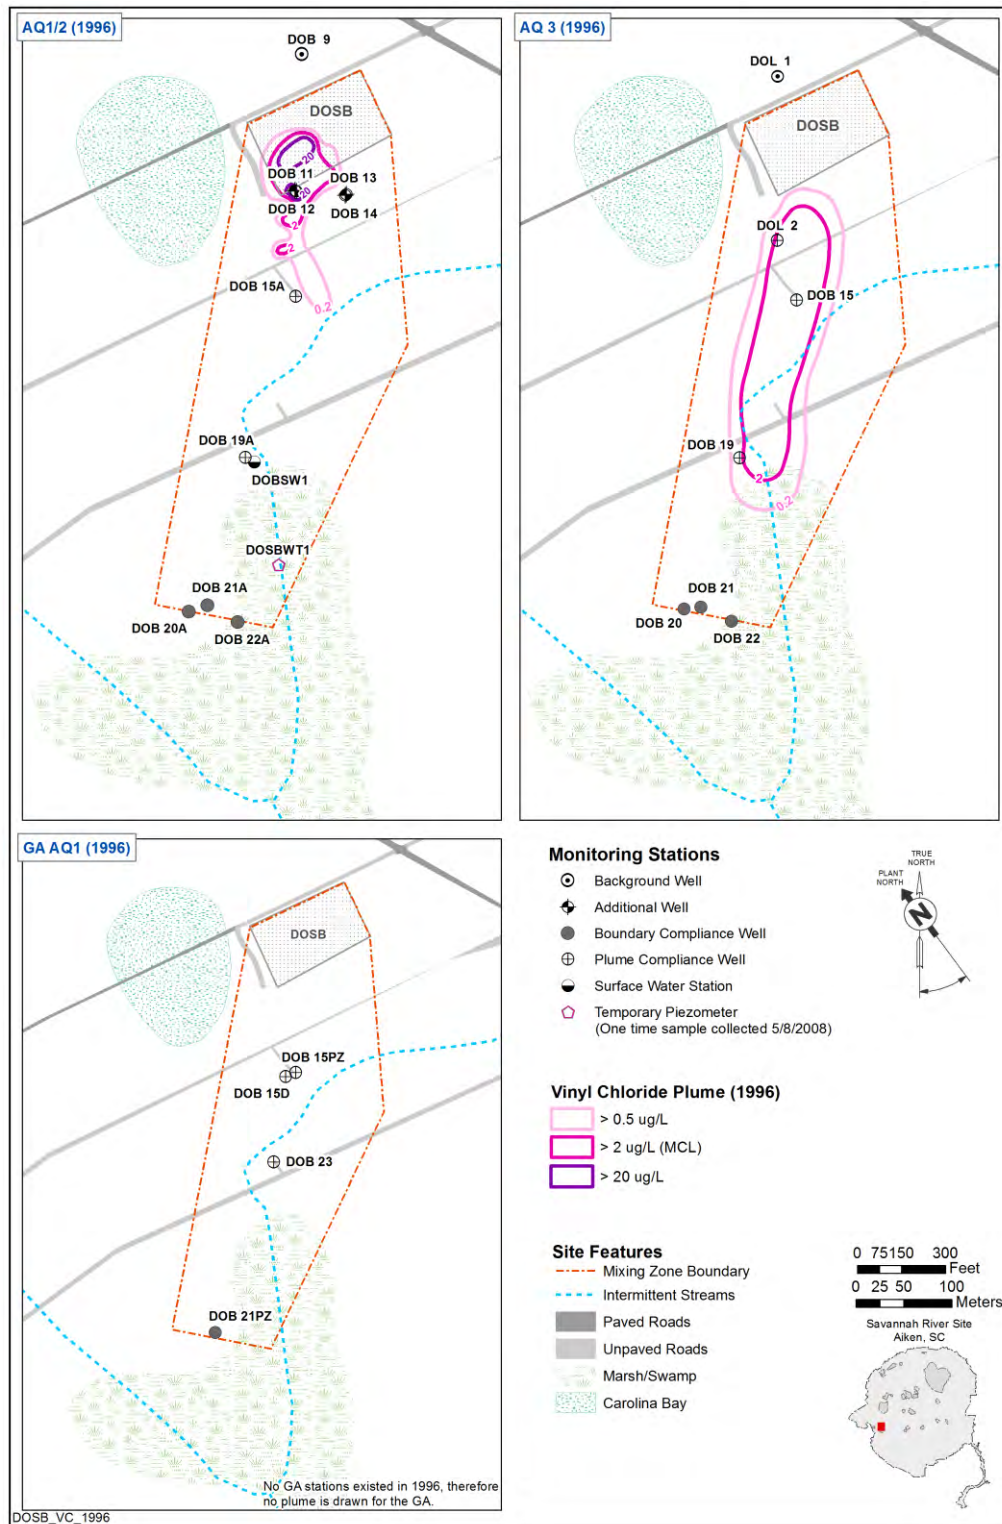 AQ1/2 (1996)
DOB 9
DOSB
20
DOB 11
DOB 13
20
DOB 12
DOB 14
2
2
DOB 15A
0.2
DOB 19A
DOBSW1
DOSBWT1
DOB 21A
DOB 20A
DOB 22A
AQ 3 (1996)
DOL 1
DOSB
DOL 2
DOB 15
DOB 19
2
0.2
DOB 21
DOB 20
DOB 22
GA AQ1 (1996)
DOSB
DOB 15PZ
DOB 15D
DOB 23
DOB 21PZ
No GA stations existed in 1996, therefore
no plume is drawn for the GA.
DOSB_VC_1996
Monitoring Stations
Background Well
Additional Well
Boundary Compliance Well
Plume Compliance Well
Surface Water Station
Temporary Piezometer
(One time sample collected 5/8/2008)
TRUE
NORTH
PLANT
NORTH
N
Vinyl Chloride Plume (1996)
> 0.5 ug/L
> 2 ug/L (MCL)
> 20 ug/L
Site Features
Mixing Zone Boundary
Intermittent Streams
Paved Roads
Unpaved Roads
Marsh/Swamp
Carolina Bay
0 75 150 300
Feet
0 25 50 100
Meters
Savannah River Site
Aiken, SC